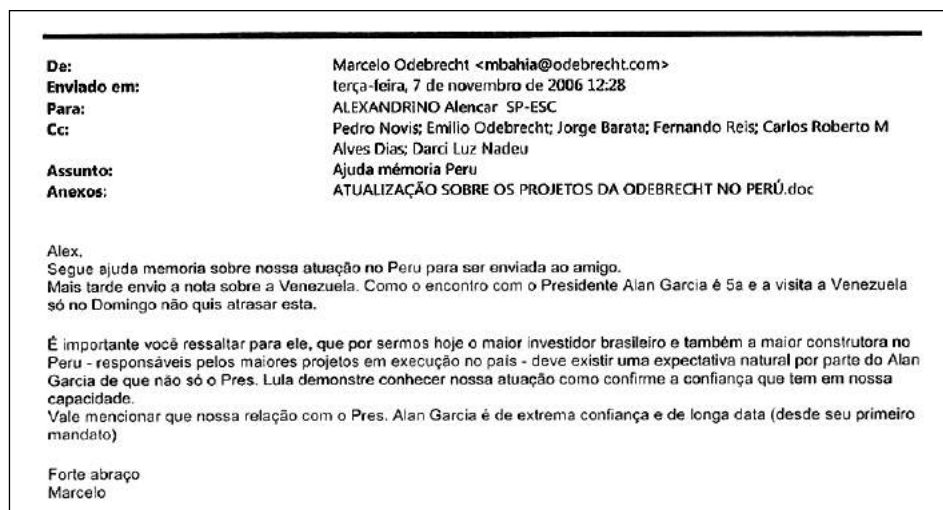 De: Marcelo Odebrecht <mbahia@odebrecht.com>
Enviado em: terça-feira, 7 de novembro de 2006 12:28
Para: ALEXANDRINO Alencar SP-ESC
Cc: Pedro Novis; Emilio Odebrecht; Jorge Barata; Fernando Reis; Carlos Roberto M
Alves Dias; Darci Luz Nadeu
Assunto: Ajuda mémoria Peru
Anexos: ATUALIZAÇÃO SOBRE OS PROJETOS DA ODEBRECHT NO PERÚ.doc
Alex,
Segue ajuda memoria sobre nossa atuação no Peru para ser enviada ao amigo.
Mais tarde envio a nota sobre a Venezuela. Como o encontro com o Presidente Alan Garcia é 5a e a visita a Venezuela
só no Domingo não quis atrasar esta.
É importante você ressaltar para ele, que por sermos hoje o maior investidor brasileiro e também a maior construtora no
Peru - responsáveis pelos maiores projetos em execução no país - deve existir uma expectativa natural por parte do Alan
Garcia de que não só o Pres. Lula demonstre conhecer nossa atuação como confirme a confiança que tem em nossa
capacidade.
Vale mencionar que nossa relação com o Pres. Alan Garcia é de extrema confiança e de longa data (desde seu primeiro
mandato)
Forte abraço
Marcelo